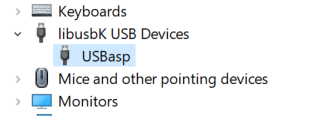 Keyboards
libusbK USB Devices
USBasp
Mice and other pointing devices
Monitors